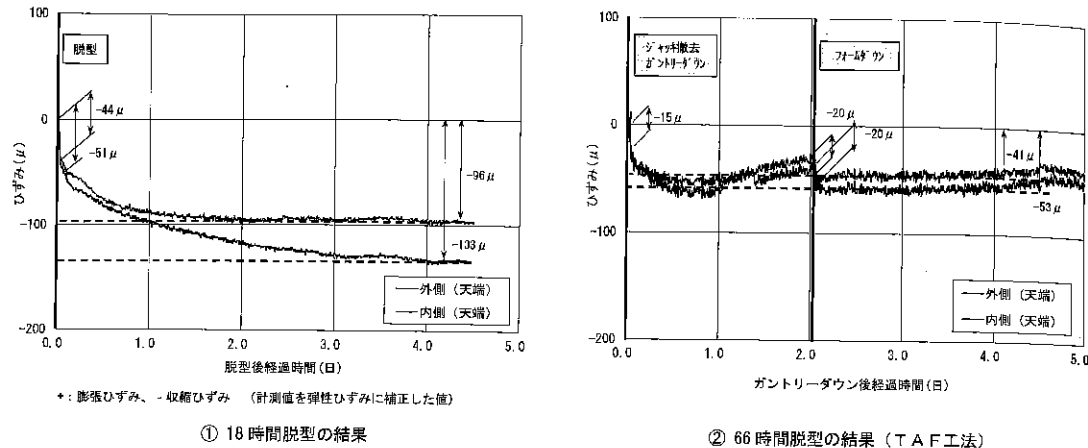 100
0
-100
-200
ひずみ(μ)
脱型
-44μ
-51μ
-96μ
-133μ
外側(天端)
内側(天端)
0.0 1.0 2.0 3.0 4.0 5.0
脱型後経過時間(日)
+:膨張ひずみ、-収縮ひずみ (計測値を弾性ひずみに補正した値)
① 18時間脱型の結果
100
0
-100
-200
ひずみ(μ)
ジャッキ撤去
ガントリーダウン
フォームダウン
-15μ
-20μ
-20μ
-41μ
-53μ
外側(天端)
内側(天端)
0.0 1.0 2.0 3.0 4.0 5.0
ガントリーダウン後経過時間(日)
② 66時間脱型の結果(TAF工法)